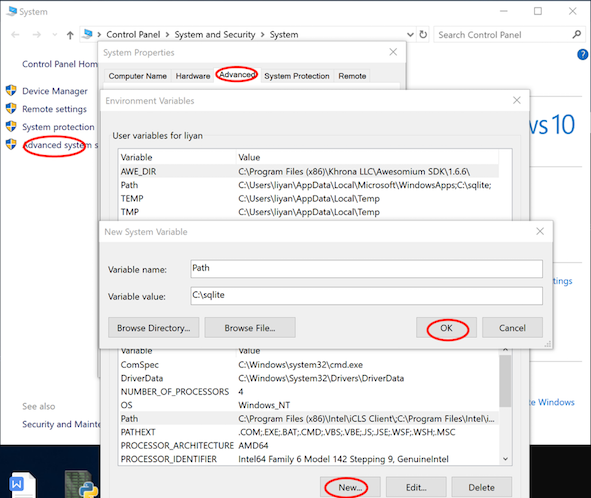 System
Control Panel > System and Security > System
Search Control Panel
System Properties
Control Panel Home
Computer Name Hardware Advanced System Protection Remote
Device Manager
Remote settings
System protection
Advanced system s
Environment Variables
ws 10
User variables for liyan
Variable Value
AWE_DIR C:\Program Files (x86)\Khrona LLC\Awesomium SDK\1.6.6\
Path C:\Users\liyan\AppData\Local\Microsoft\WindowsApps;C:\sqlite;
TEMP C:\Users\liyan\AppData\Local\Temp
TMP C:\Users\liyan\AppData\Local\Temp
New System Variable
Variable name: Path
Variable value: C:\sqlite
Browse Directory... Browse File... OK Cancel
ttings
Variable Value
ComSpec C:\Windows\system32\cmd.exe
DriverData C:\Windows\System32\Drivers\DriverData
NUMBER_OF_PROCESSORS 4
OS Windows_NT
Path C:\Program Files (x86)\Intel\iCLS Client\;C:\Program Files\Intel\i...
PATHEXT .COM;.EXE;.BAT;.CMD;.VBS;.VBE;.JS;.JSE;.WSF;.WSH;.MSC
PROCESSOR_ARCHITECTURE AMD64
PROCESSOR_IDENTIFIER Intel64 Family 6 Model 142 Stepping 9, GenuineIntel
See also
Security and Mainte
te Windows
New... Edit... Delete